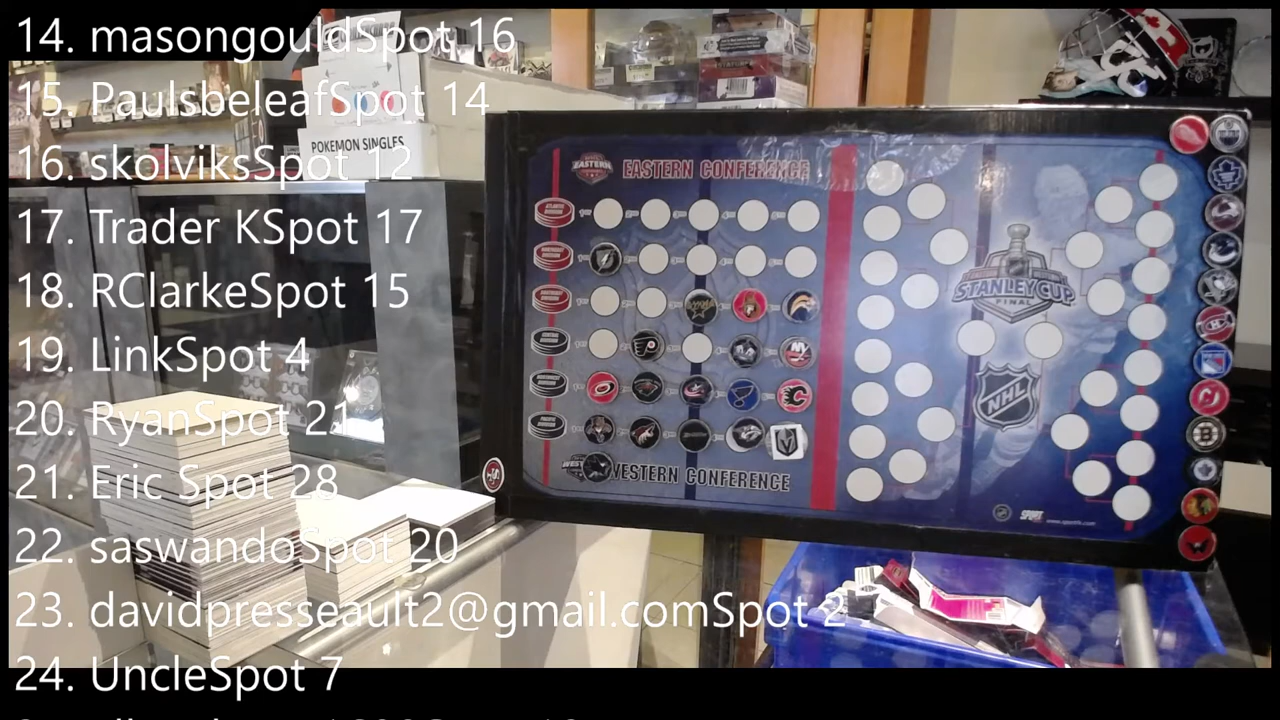 14. masongouldSpot 16
15. PaulsbeleafSpot 14
POKEMON SINGLES
16. skolviksSpot 12
17. Trader KSpot 17
18. RClarkeSpot 15
19. LinkSpot 4
20. RyanSpot 21
21. Eric Spot 28
22. saswandoSpot 20
23. davidpresseault2@gmail.comSpot 2
24. UncleSpot 7
EASTERN
EASTERN CONFERENCE
WESTERN CONFERENCE
STANLEY CUP
FINAL
NHL